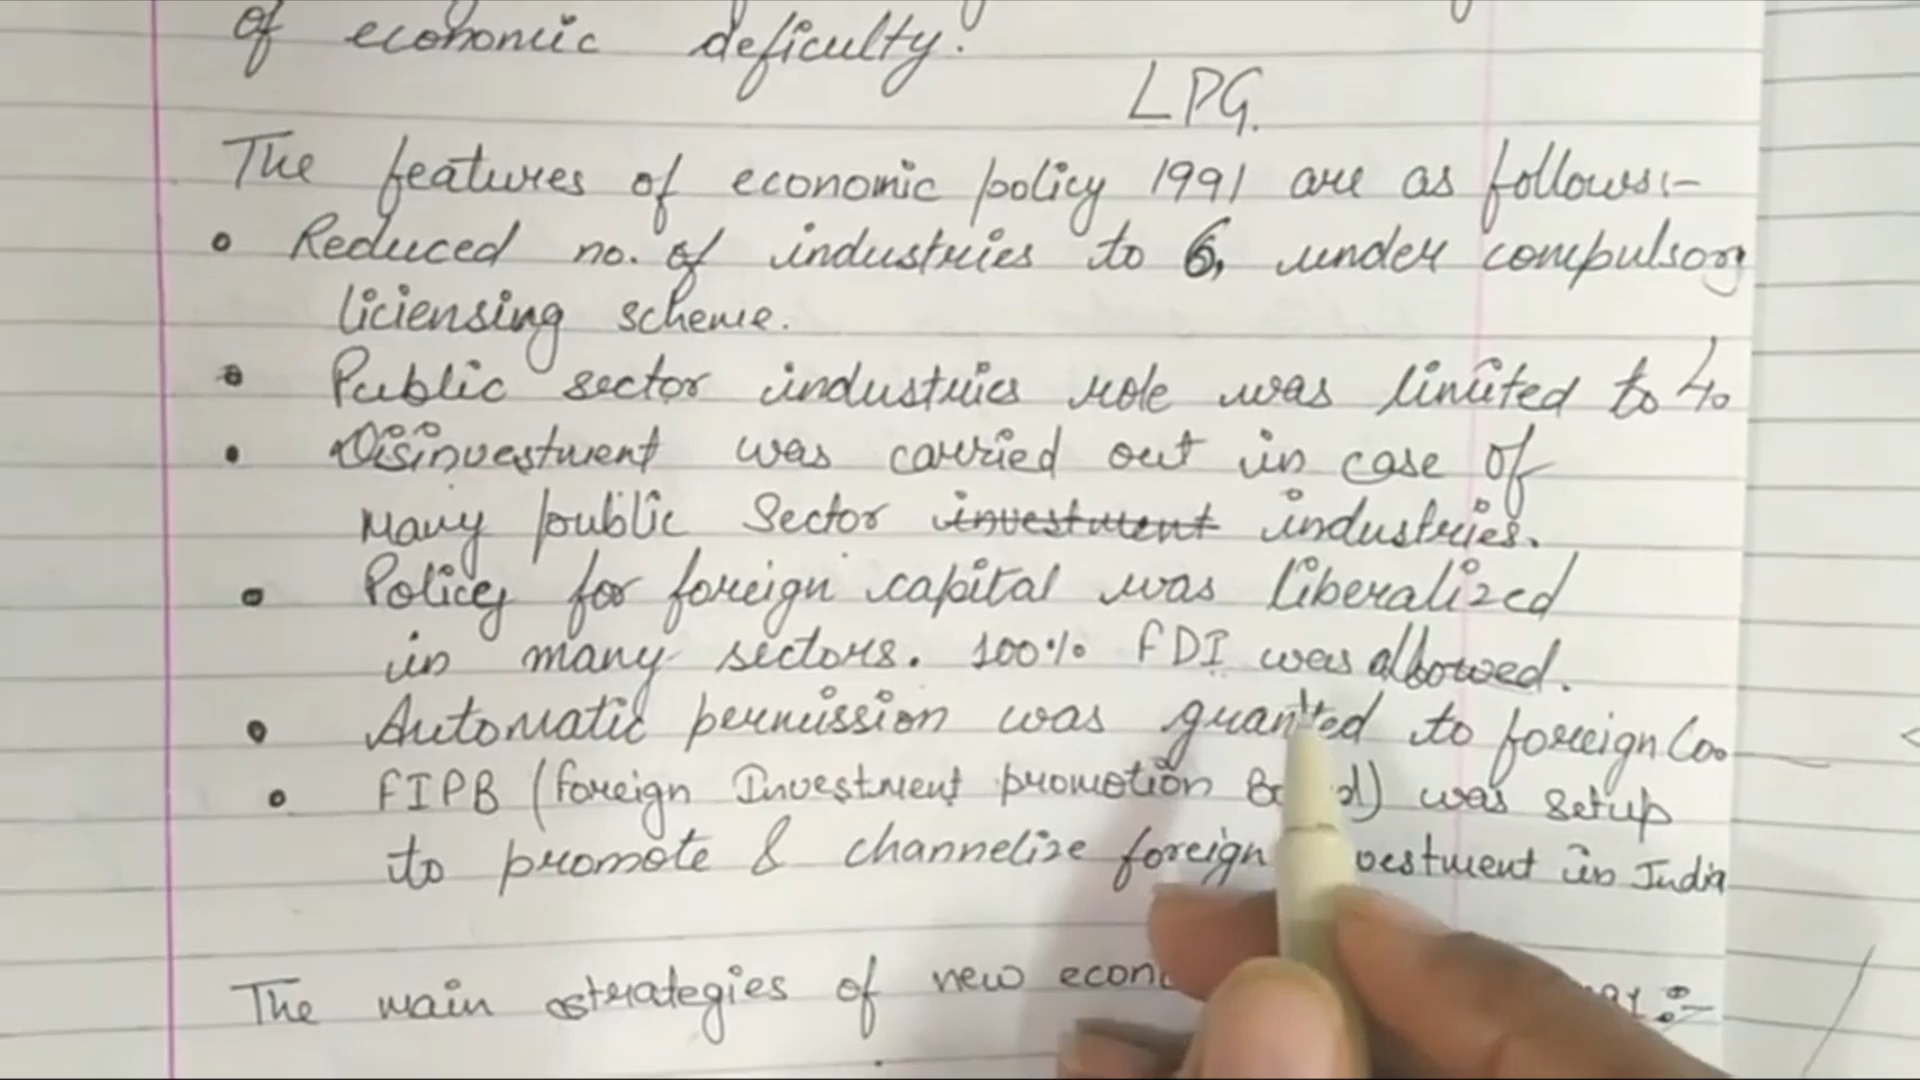 of economic deficulty.
LPG.
The features of economic policy 1991 are as follows:-
• Reduced no. of industries to 6, under compulsory
liciensing scheme.
• Public sector industries role was limited to 4.
• Disinvestment was carried out in case of
many public sector investment industries.
• Policy for foreign capital was liberalized
in many sectors. 100% FDI was allowed.
• Automatic permission was granted to foreign Co.
• FIPB (foreign Investment promotion Bo d) was setup
to promote & channelize foreign vestment in India
The main strategies of new econ